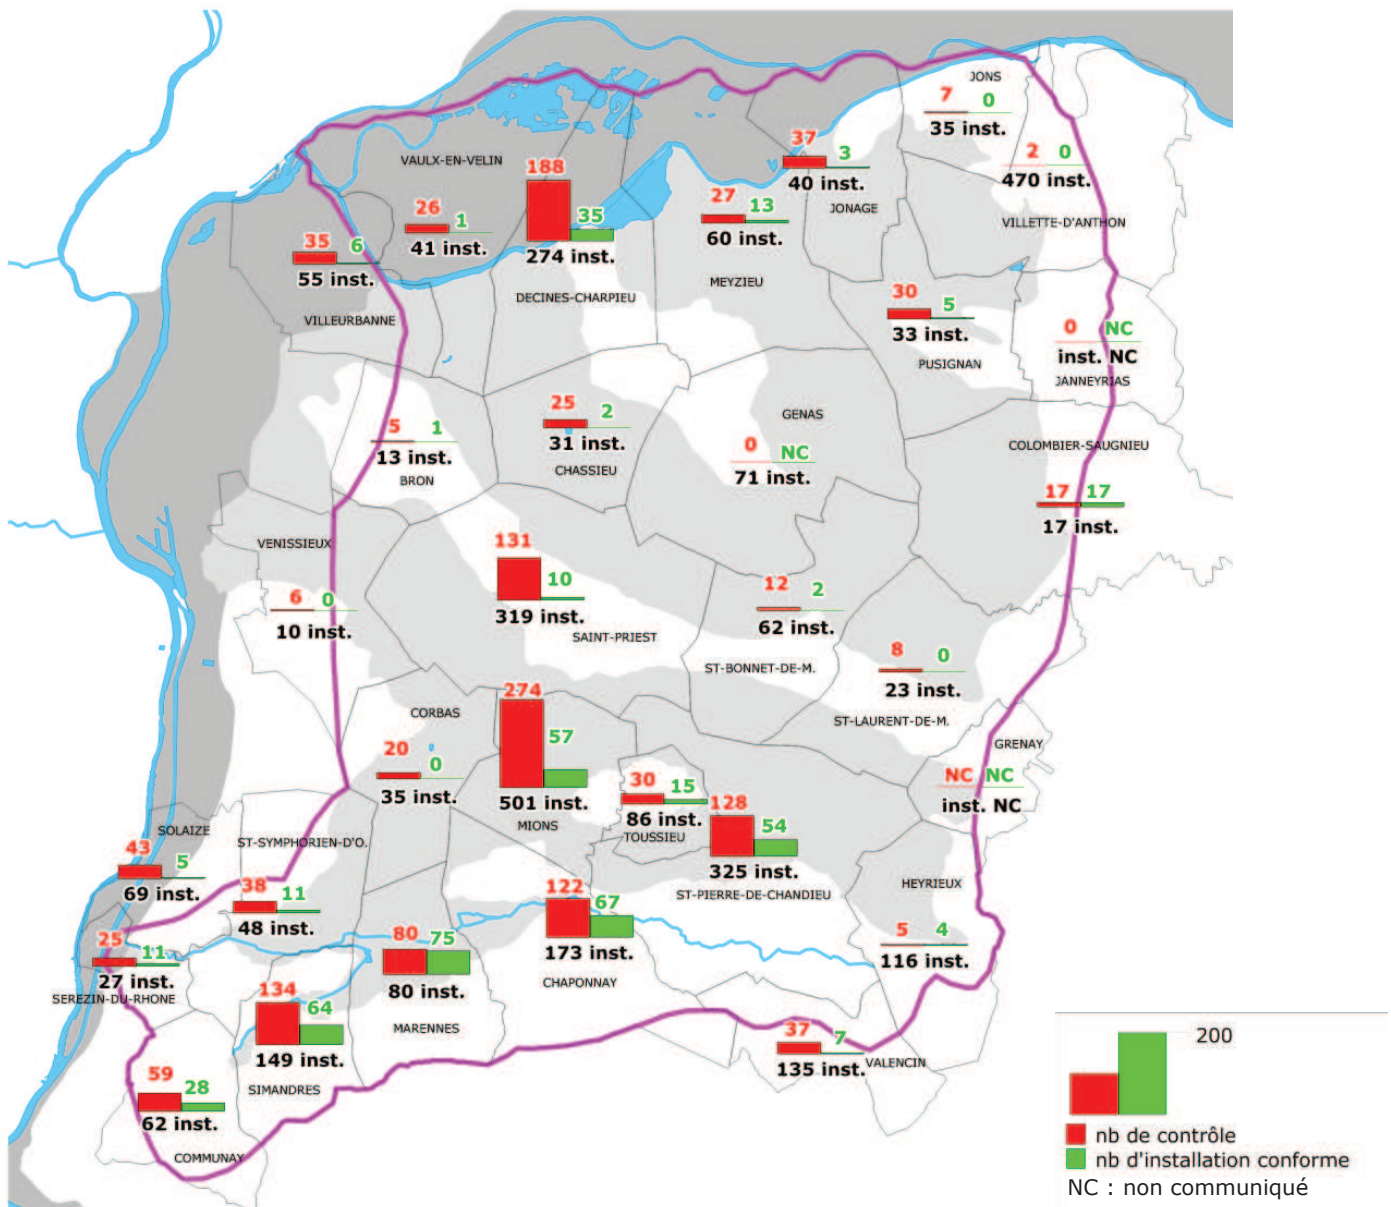 JONS
7 0
35 inst.
2 0
470 inst.
VILLETTE-D'ANTHON
37 3
40 inst.
JONAGE
VAULX-EN-VELIN
26 1
41 inst.
188 35
274 inst.
DECINES-CHARPIEU
27 13
60 inst.
MEYZIEU
35 6
55 inst.
VILLEURBANNE
30 5
33 inst.
PUSIGNAN
0 NC
inst. NC
JANNEYRIAS
5 1
13 inst.
BRON
25 2
31 inst.
CHASSIEU
GENAS
0 NC
71 inst.
COLOMBIER-SAUGNIEU
17 17
17 inst.
VENISSIEUX
6 0
10 inst.
131 10
319 inst.
SAINT-PRIEST
12 2
62 inst.
ST-BONNET-DE-M.
8 0
23 inst.
ST-LAURENT-DE-M.
CORBAS
20 0
35 inst.
274 57
501 inst.
MIONS
30 15
86 inst.
TOUSSIEU
128 54
325 inst.
ST-PIERRE-DE-CHANDIEU
GRENAY
NC NC
inst. NC
SOLAIZE
43 5
69 inst.
ST-SYMPHORIEN-D'O.
38 11
48 inst.
HEYRIEUX
5 4
116 inst.
122 67
173 inst.
CHAPONNAY
25 11
27 inst.
SEREZIN-DU-RHONE
80 75
80 inst.
MARENNES
134 64
149 inst.
SIMANDRES
37 7
135 inst.
VALENCIN
59 28
62 inst.
COMMUNAY
200
nb de contrôle
nb d'installation conforme
NC : non communiqué